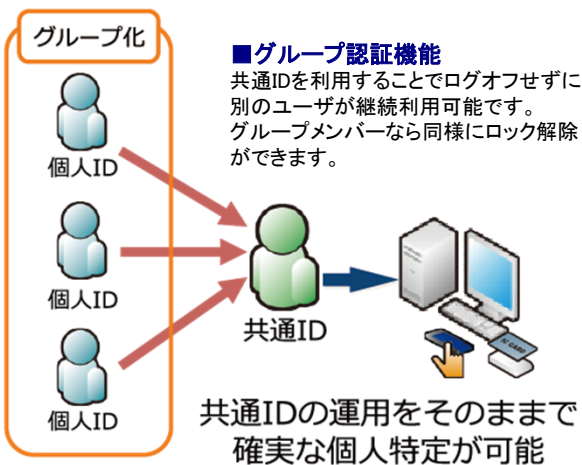 グループ化
■グループ認証機能
共通IDを利用することでログオフせずに
別のユーザが継続利用可能です。
グループメンバーなら同様にロック解除
ができます。
個人ID
個人ID
個人ID
共通ID
IC CARD
共通IDの運用をそのままで
確実な個人特定が可能